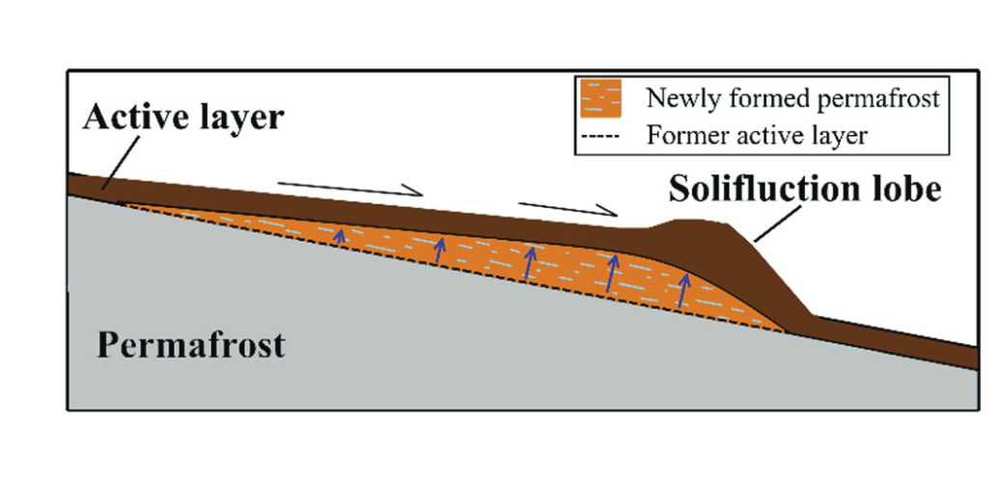 Active layer
Newly formed permafrost
Former active layer
Solifluction lobe
Permafrost